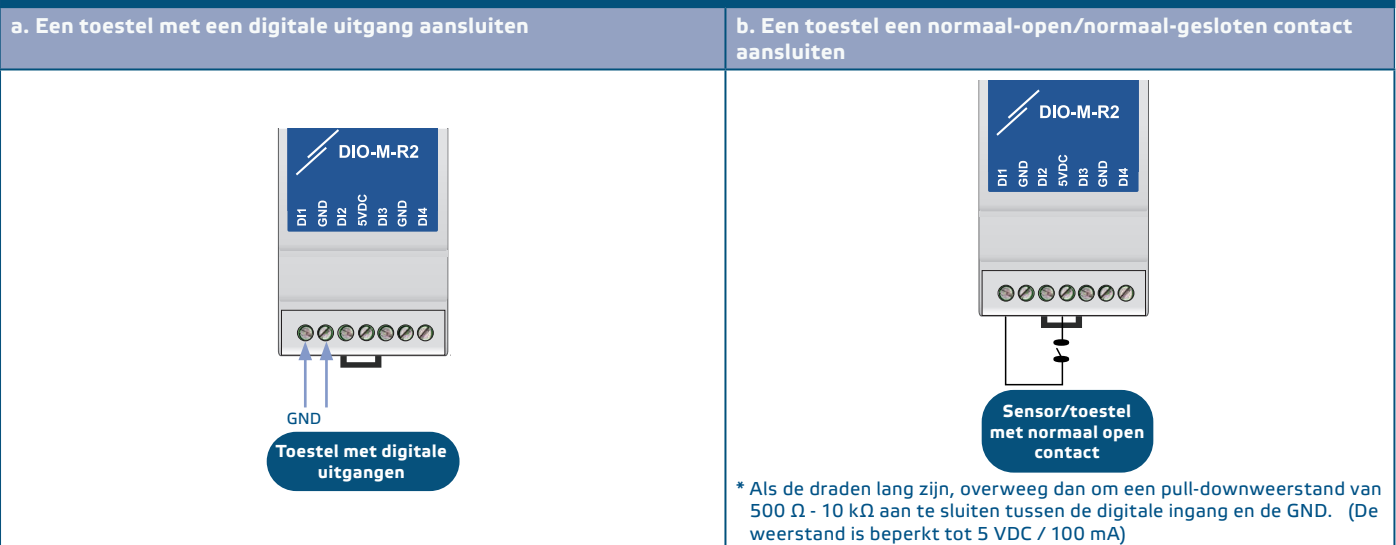 a. Een toestel met een digitale uitgang aansluiten
DIO-M-R2
DI1
GND
DI2
5VDC
DI3
GND
DI4
GND
Toestel met digitale
uitgangen
b. Een toestel een normaal-open/normaal-gesloten contact
aansluiten
DIO-M-R2
DI1
GND
DI2
5VDC
DI3
GND
DI4
Sensor/toestel
met normaal open
contact
* Als de draden lang zijn, overweeg dan om een pull-downweerstand van
500 Ω - 10 kΩ aan te sluiten tussen de digitale ingang en de GND. (De
weerstand is beperkt tot 5 VDC / 100 mA)